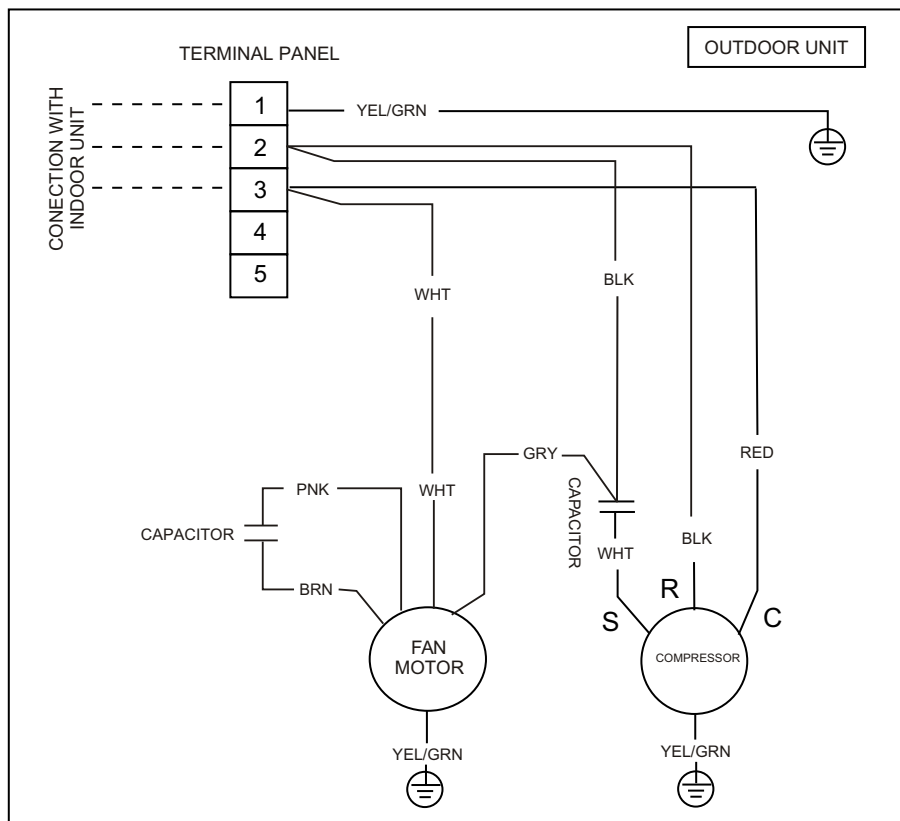 OUTDOOR UNIT
TERMINAL PANEL
CONECTION WITH
INDOOR UNIT
1
YEL/GRN
2
3
4
5
WHT
BLK
GRY
RED
PNK
WHT
CAPACITOR
CAPACITOR
WHT
BLK
BRN
R
S
C
FAN
MOTOR
COMPRESSOR
YEL/GRN
YEL/GRN